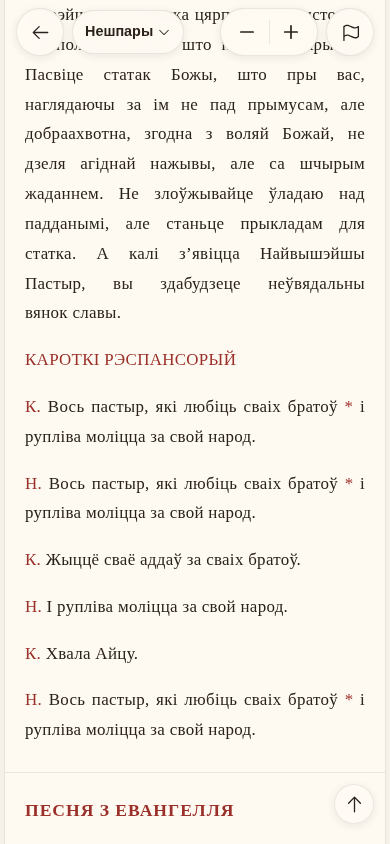 Нешпары
Пасвіце статак Божы, што пры вас,
наглядаючы за ім не пад прымусам, але
добраахвотна, згодна з воляй Божай, не
дзеля агіднай нажывы, але са шчырым
жаданнем. Не злоўжывайце ўладаю над
падданымі, але станьце прыкладам для
статка. А калі з’явіцца Найвышэйшы
Пастыр, вы здабудзеце неўвядальны
вянок славы.
КАРОТКІ РЭСПАНСОРЫЙ
К. Вось пастыр, які любіць сваіх братоў * і
рупліва моліцца за свой народ.
Н. Вось пастыр, які любіць сваіх братоў * і
рупліва моліцца за свой народ.
К. Жыццё сваё аддаў за сваіх братоў.
Н. І рупліва моліцца за свой народ.
К. Хвала Айцу.
Н. Вось пастыр, які любіць сваіх братоў * і
рупліва моліцца за свой народ.
ПЕСНЯ З ЕВАНГЕЛЛЯ